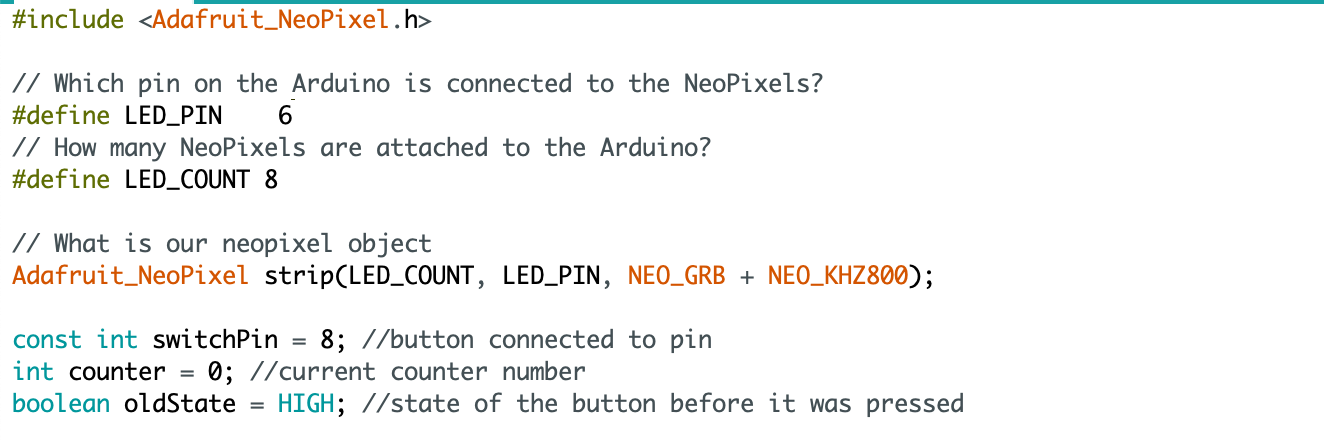 #include <Adafruit_NeoPixel.h>
// Which pin on the Arduino is connected to the NeoPixels?
#define LED_PIN    6
// How many NeoPixels are attached to the Arduino?
#define LED_COUNT 8
// What is our neopixel object
Adafruit_NeoPixel strip(LED_COUNT, LED_PIN, NEO_GRB + NEO_KHZ800);
const int switchPin = 8; //button connected to pin
int counter = 0; //current counter number
boolean oldState = HIGH; //state of the button before it was pressed